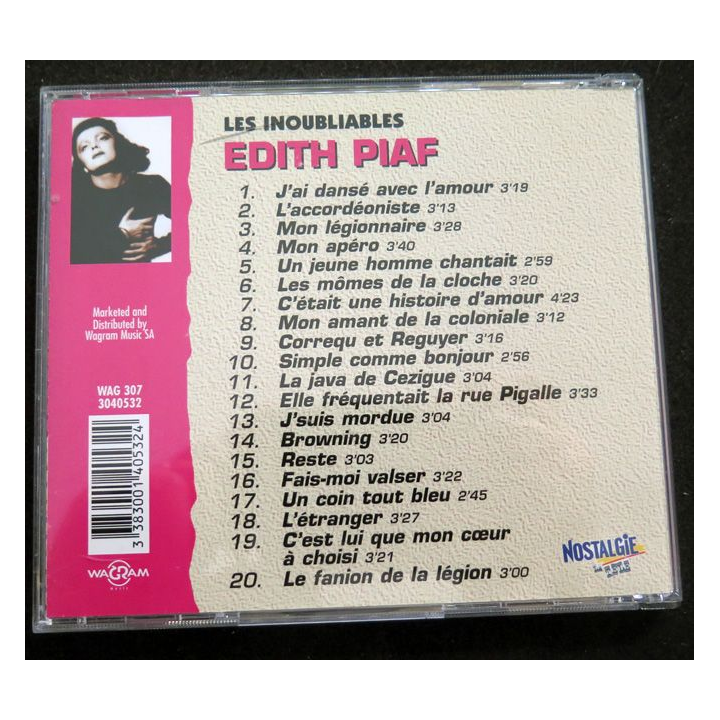 LES INOUBLIABLES
EDITH PIAF
1. J'ai dansé avec l'amour 3'19
2. L'accordéoniste 3'13
3. Mon légionnaire 3'28
4. Mon apéro 3'40
5. Un jeune homme chantait 2'59
6. Les mômes de la cloche 3'20
7. C'était une histoire d'amour 4'23
8. Mon amant de la coloniale 3'12
9. Correqu et Reguyer 3'16
10. Simple comme bonjour 2'56
11. La java de Cezigue 3'04
12. Elle fréquentait la rue Pigalle 3'33
13. J'suis mordue 3'04
14. Browning 3'20
15. Reste 3'03
16. Fais-moi valser 3'22
17. Un coin tout bleu 2'45
18. L'étranger 3'27
19. C'est lui que mon cœur
à choisi 3'21
20. Le fanion de la légion 3'00
Marketed and
Distributed by
Wagram Music SA
WAG 307
3040532
3 383001 405324
WAGRAM
MUSIC
NOSTALGIE